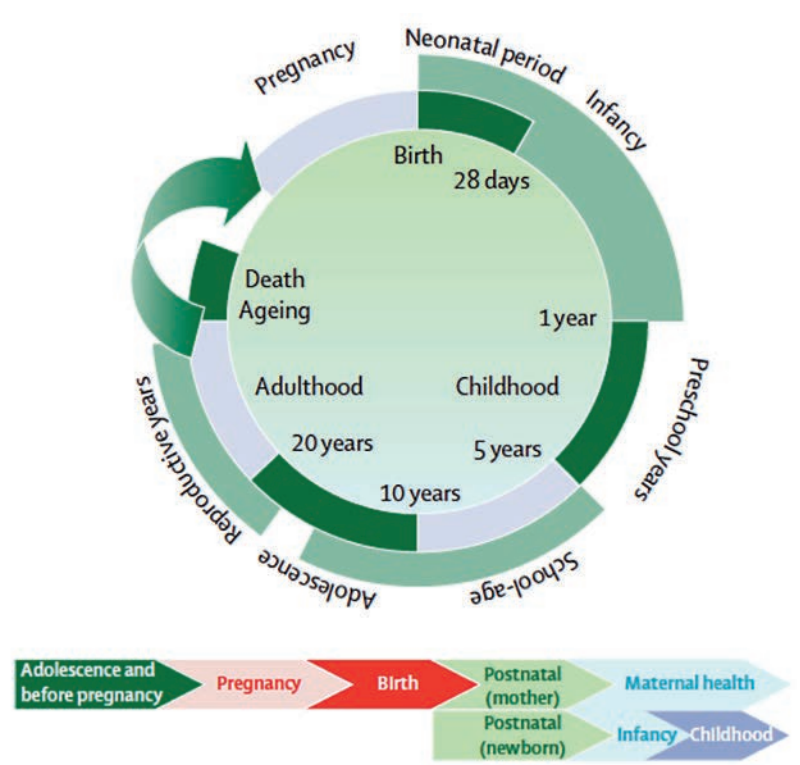 Pregnancy
Neonatal period
Infancy
Birth
28 days
Death
Ageing
1 year
Adulthood
Childhood
Preschool years
20 years
5 years
10 years
Reproductive years
Adolescence
School-age
Adolescence and
before pregnancy
Pregnancy
BIrth
Postnatal
(mother)
Maternal health
Postnatal
(newborn)
Infancy
Childhood